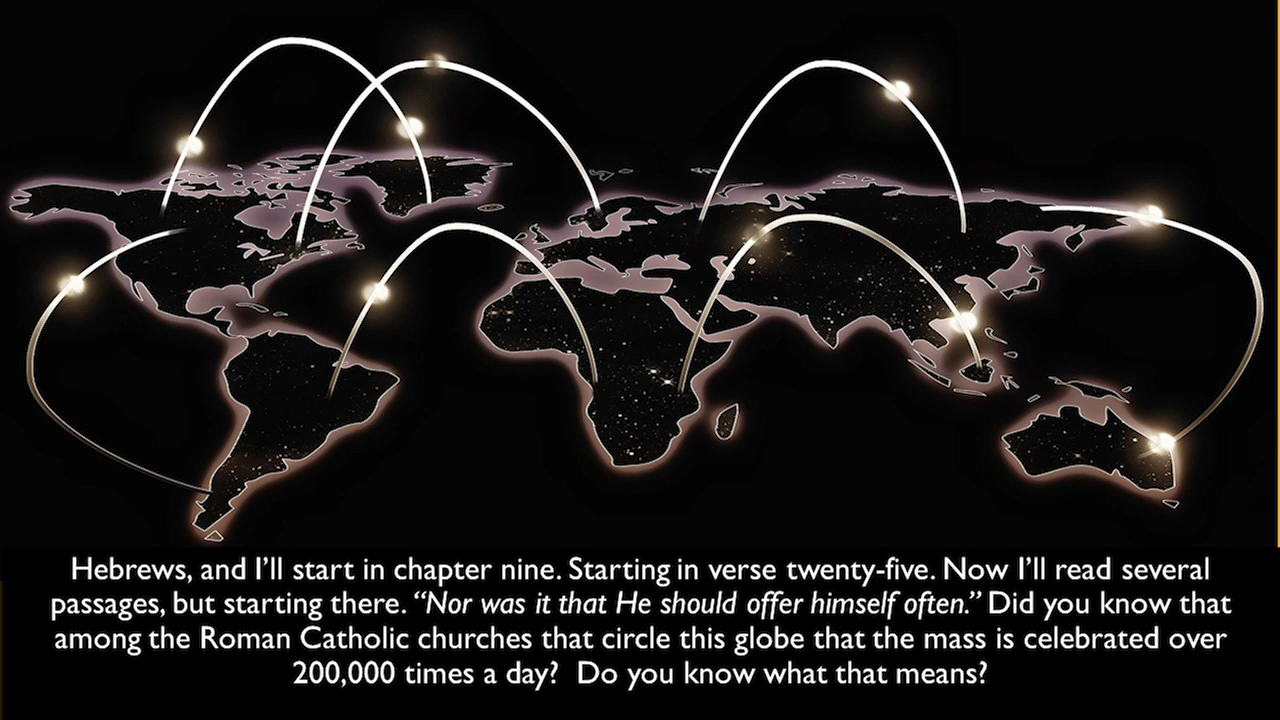 Hebrews, and I’ll start in chapter nine. Starting in verse twenty-five. Now I’ll read several
passages, but starting there. “Nor was it that He should offer himself often.” Did you know that
among the Roman Catholic churches that circle this globe that the mass is celebrated over
200,000 times a day?  Do you know what that means?